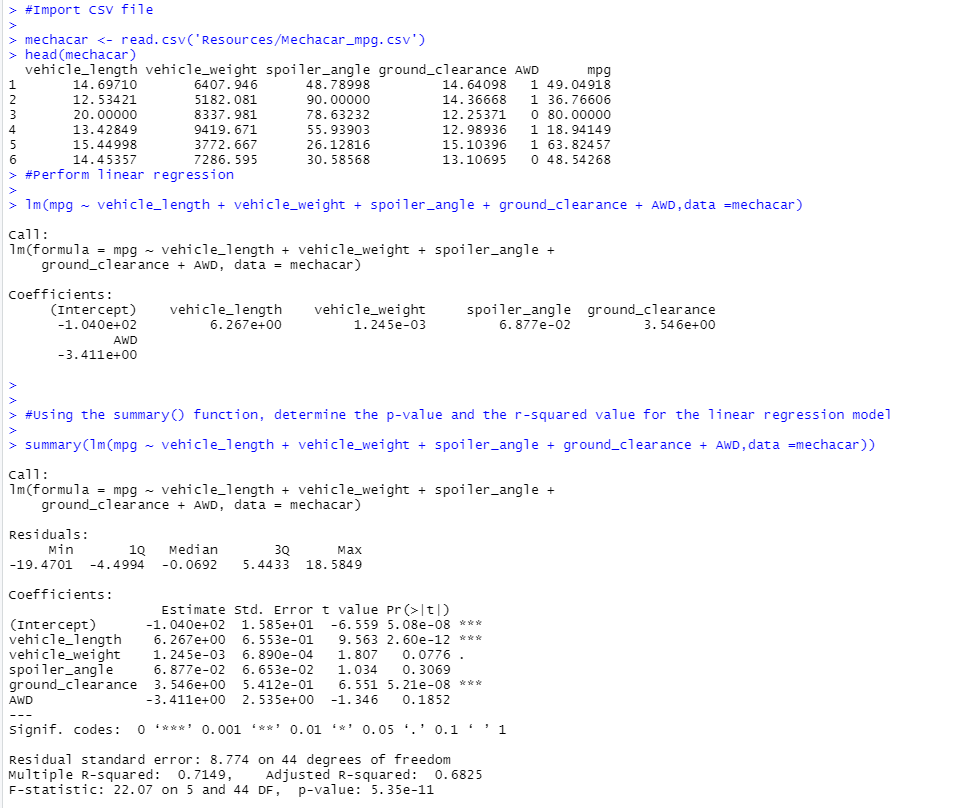 > #Import CSV file
>
> mechacar <- read.csv('Resources/Mechacar_mpg.csv')
> head(mechacar)
  vehicle_length vehicle_weight spoiler_angle ground_clearance AWD      mpg
1       14.69710       6407.946      48.78998         14.64098   1 49.04918
2       12.53421       5182.081      90.00000         14.36668   1 36.76606
3       20.00000       8337.981      78.63232         12.25371   0 80.00000
4       13.42849       9419.671      55.93903         12.98936   1 18.94149
5       15.44998       3772.667      26.12816         15.10396   1 63.82457
6       14.45357       7286.595      30.58568         13.10695   0 48.54268
> #Perform linear regression
>
> lm(mpg ~ vehicle_length + vehicle_weight + spoiler_angle + ground_clearance + AWD,data =mechacar)

Call:
lm(formula = mpg ~ vehicle_length + vehicle_weight + spoiler_angle +
    ground_clearance + AWD, data = mechacar)

Coefficients:
     (Intercept)    vehicle_length    vehicle_weight     spoiler_angle  ground_clearance
      -1.040e+02         6.267e+00         1.245e-03         6.877e-02         3.546e+00
             AWD
      -3.411e+00

>
>
> #Using the summary() function, determine the p-value and the r-squared value for the linear regression model
>
> summary(lm(mpg ~ vehicle_length + vehicle_weight + spoiler_angle + ground_clearance + AWD,data =mechacar))

Call:
lm(formula = mpg ~ vehicle_length + vehicle_weight + spoiler_angle +
    ground_clearance + AWD, data = mechacar)

Residuals:
     Min       1Q   Median       3Q      Max
-19.4701  -4.4994  -0.0692   5.4433  18.5849

Coefficients:
                   Estimate Std. Error t value Pr(>|t|)
(Intercept)      -1.040e+02  1.585e+01  -6.559 5.08e-08 ***
vehicle_length    6.267e+00  6.553e-01   9.563 2.60e-12 ***
vehicle_weight    1.245e-03  6.890e-04   1.807   0.0776 .
spoiler_angle     6.877e-02  6.653e-02   1.034   0.3069
ground_clearance  3.546e+00  5.412e-01   6.551 5.21e-08 ***
AWD              -3.411e+00  2.535e+00  -1.346   0.1852
---
Signif. codes:  0 ‘***’ 0.001 ‘**’ 0.01 ‘*’ 0.05 ‘.’ 0.1 ‘ ’ 1

Residual standard error: 8.774 on 44 degrees of freedom
Multiple R-squared:  0.7149,    Adjusted R-squared:  0.6825
F-statistic: 22.07 on 5 and 44 DF,  p-value: 5.35e-11